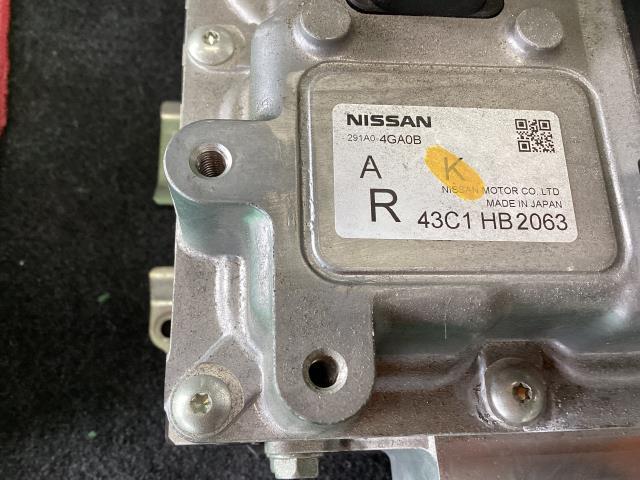 NISSAN
291A0-4GA0B
A K
NISSAN MOTOR CO.,LTD
MADE IN JAPAN
R 43C1 HB2063